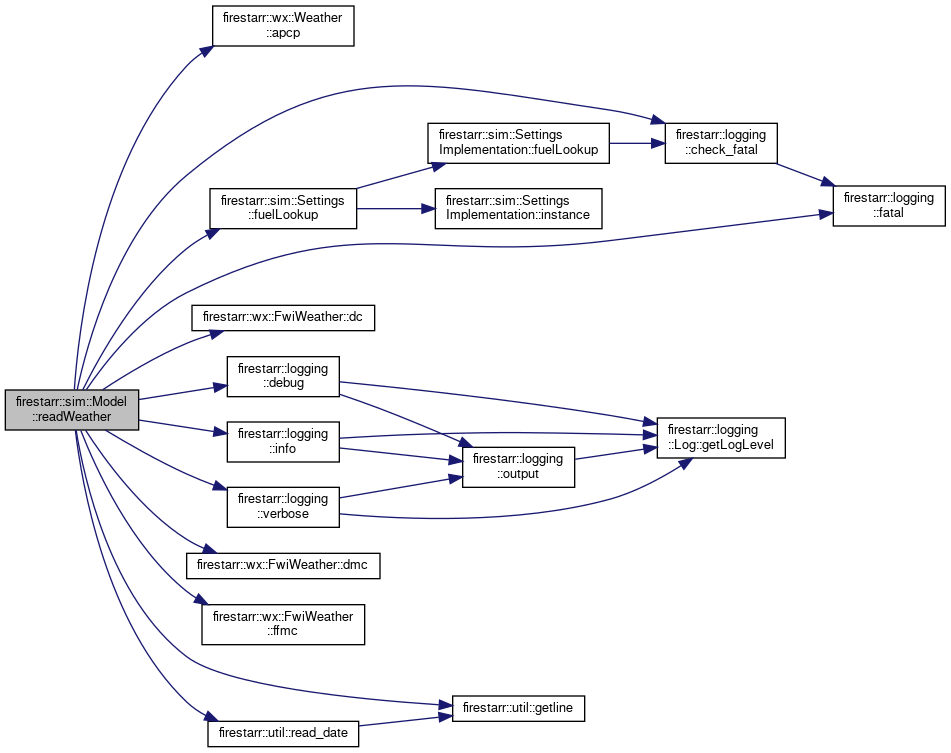 firestarr::wx::Weather
::apcp
firestarr::logging
::check_fatal
firestarr::sim::Settings
Implementation::fuelLookup
firestarr::logging
::fatal
firestarr::sim::Settings
::fuelLookup
firestarr::sim::Settings
Implementation::instance
firestarr::wx::FwiWeather::dc
firestarr::logging
::debug
firestarr::sim::Model
::readWeather
firestarr::logging
::info
firestarr::logging
::Log::getLogLevel
firestarr::logging
::output
firestarr::logging
::verbose
firestarr::wx::FwiWeather::dmc
firestarr::wx::FwiWeather
::ffmc
firestarr::util::getline
firestarr::util::read_date